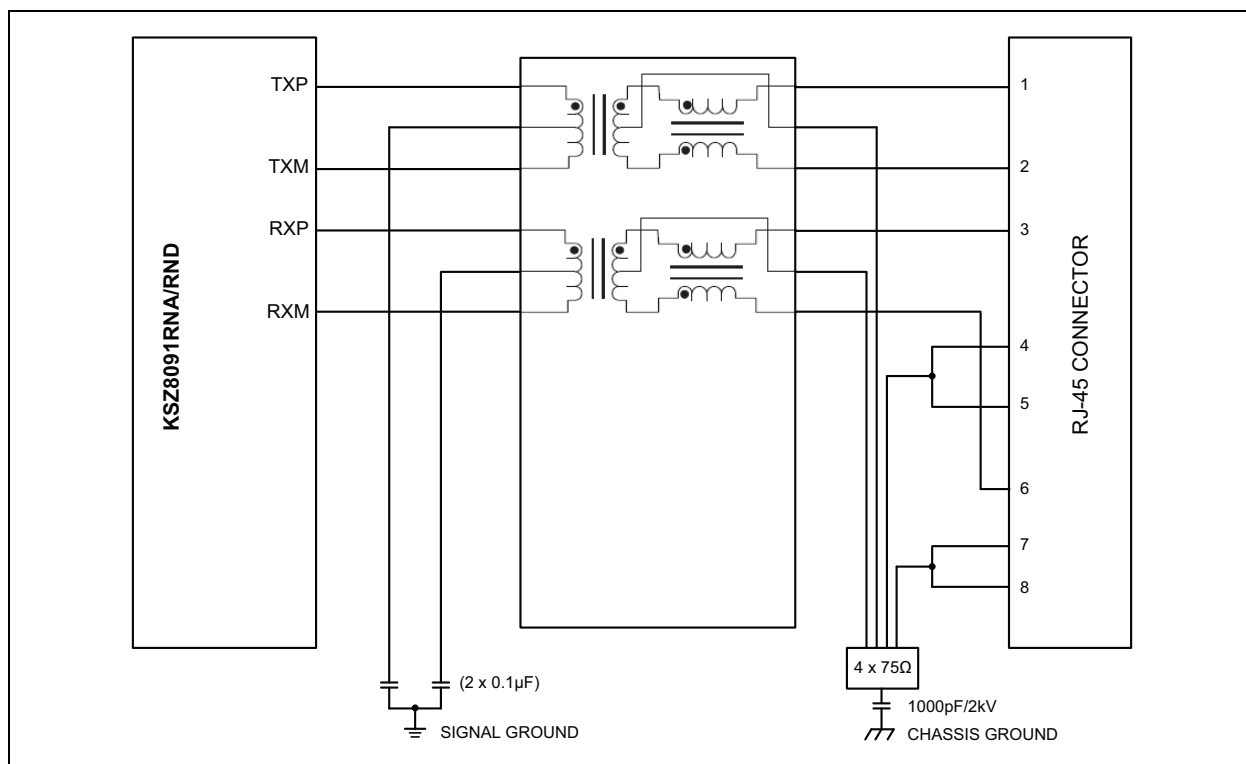 KSZ8091RNA/RND
TXP
TXM
RXP
RXM
1
2
3
4
5
6
7
8
RJ-45 CONNECTOR
(2 x 0.1µF)
SIGNAL GROUND
4 x 75Ω
1000pF/2kV
CHASSIS GROUND